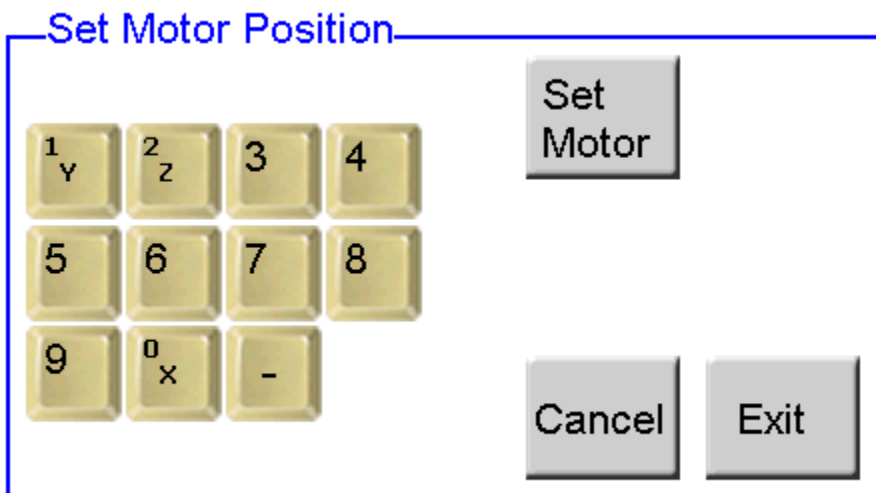 Set Motor Position
Set
Motor
1 Y 2 Z 3 4
5 6 7 8
9 0 X -
Cancel Exit